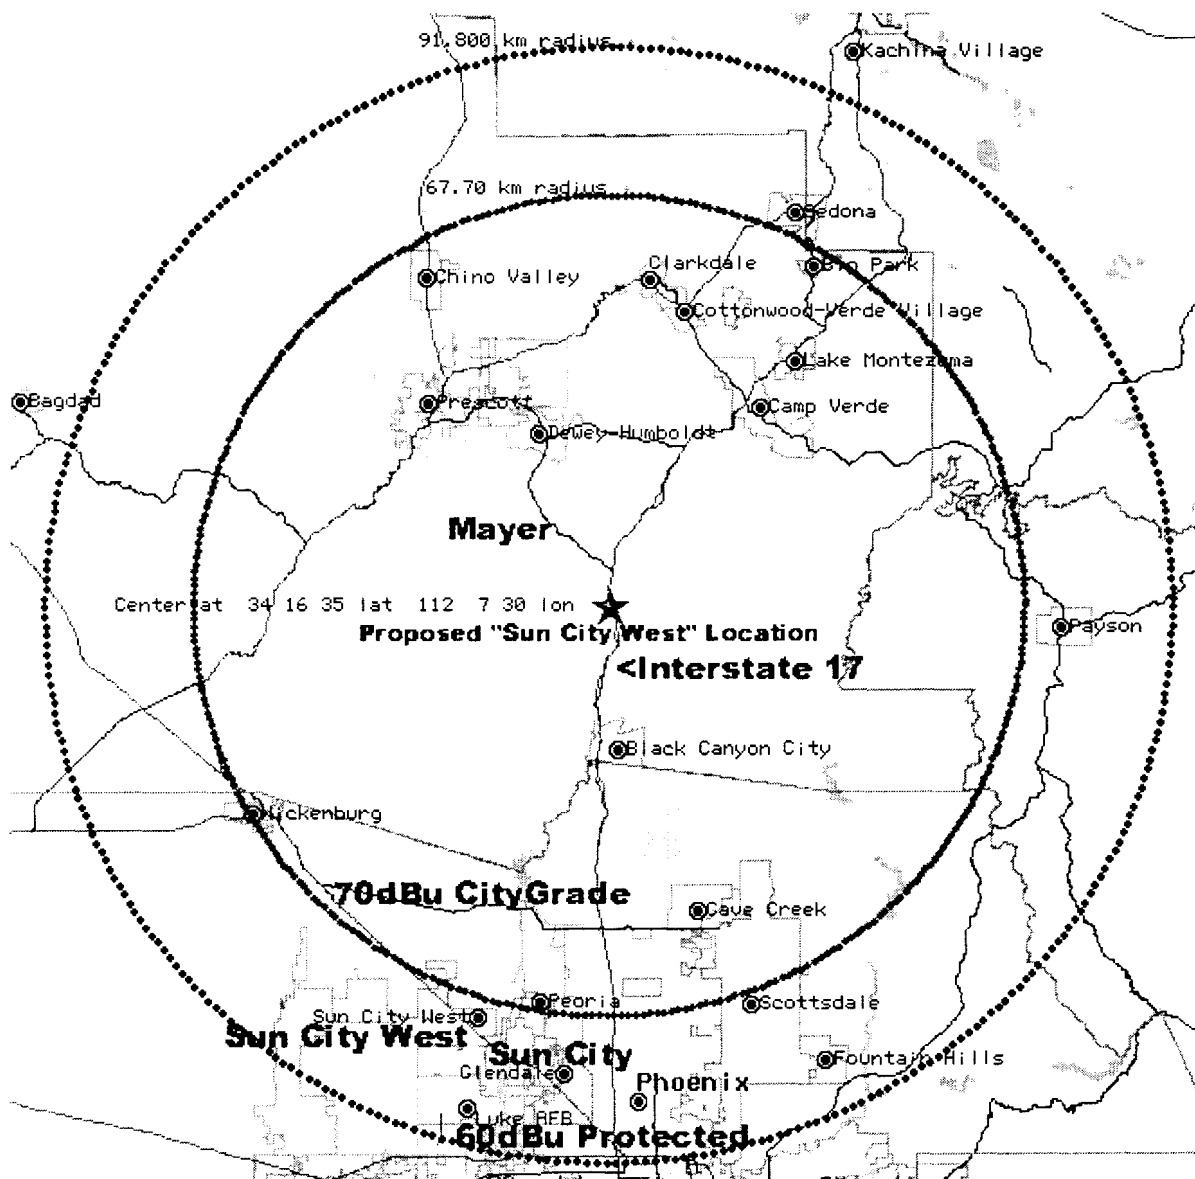 91.800 km radius
Kachina Village
67.70 km radius
Sedona
Clarkdale
Park
Chino Valley
Cottonwood-Verde Village
Lake Montezuma
Bagdad
Prescott
Camp Verde
Dewey-Humboldt
Mayer
Center at 34 16 35 lat 112 7 30 lon
Proposed "Sun City West" Location
Payson
<Interstate 17
Black Canyon City
Wickenburg
70dBu CityGrade
Cave Creek
Peoria
Scottsdale
Sun City West
Sun City West
Sun City
Fountain Hills
Glendale
Phoenix
Luke AFB
60dBu Protected